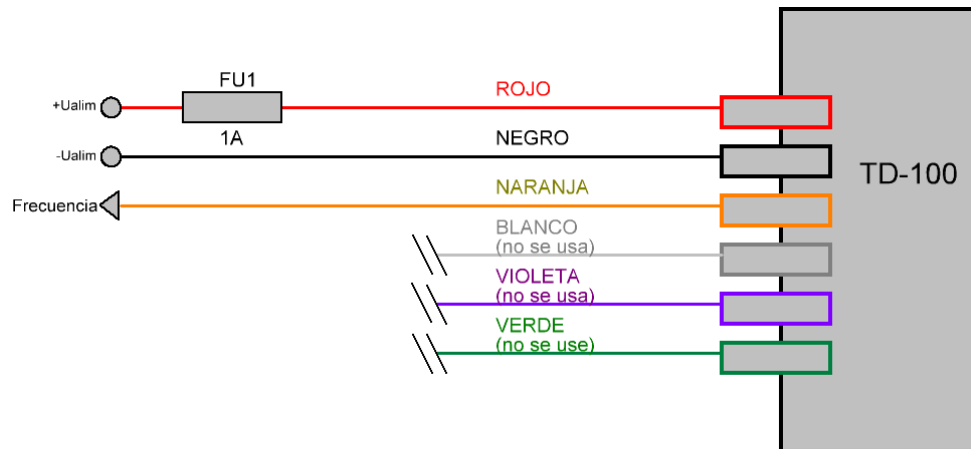 FU1
ROJO
+Ualim
1A
NEGRO
-Ualim
TD-100
NARANJA
Frecuencia
BLANCO
(no se usa)
VIOLETA
(no se usa)
VERDE
(no se use)